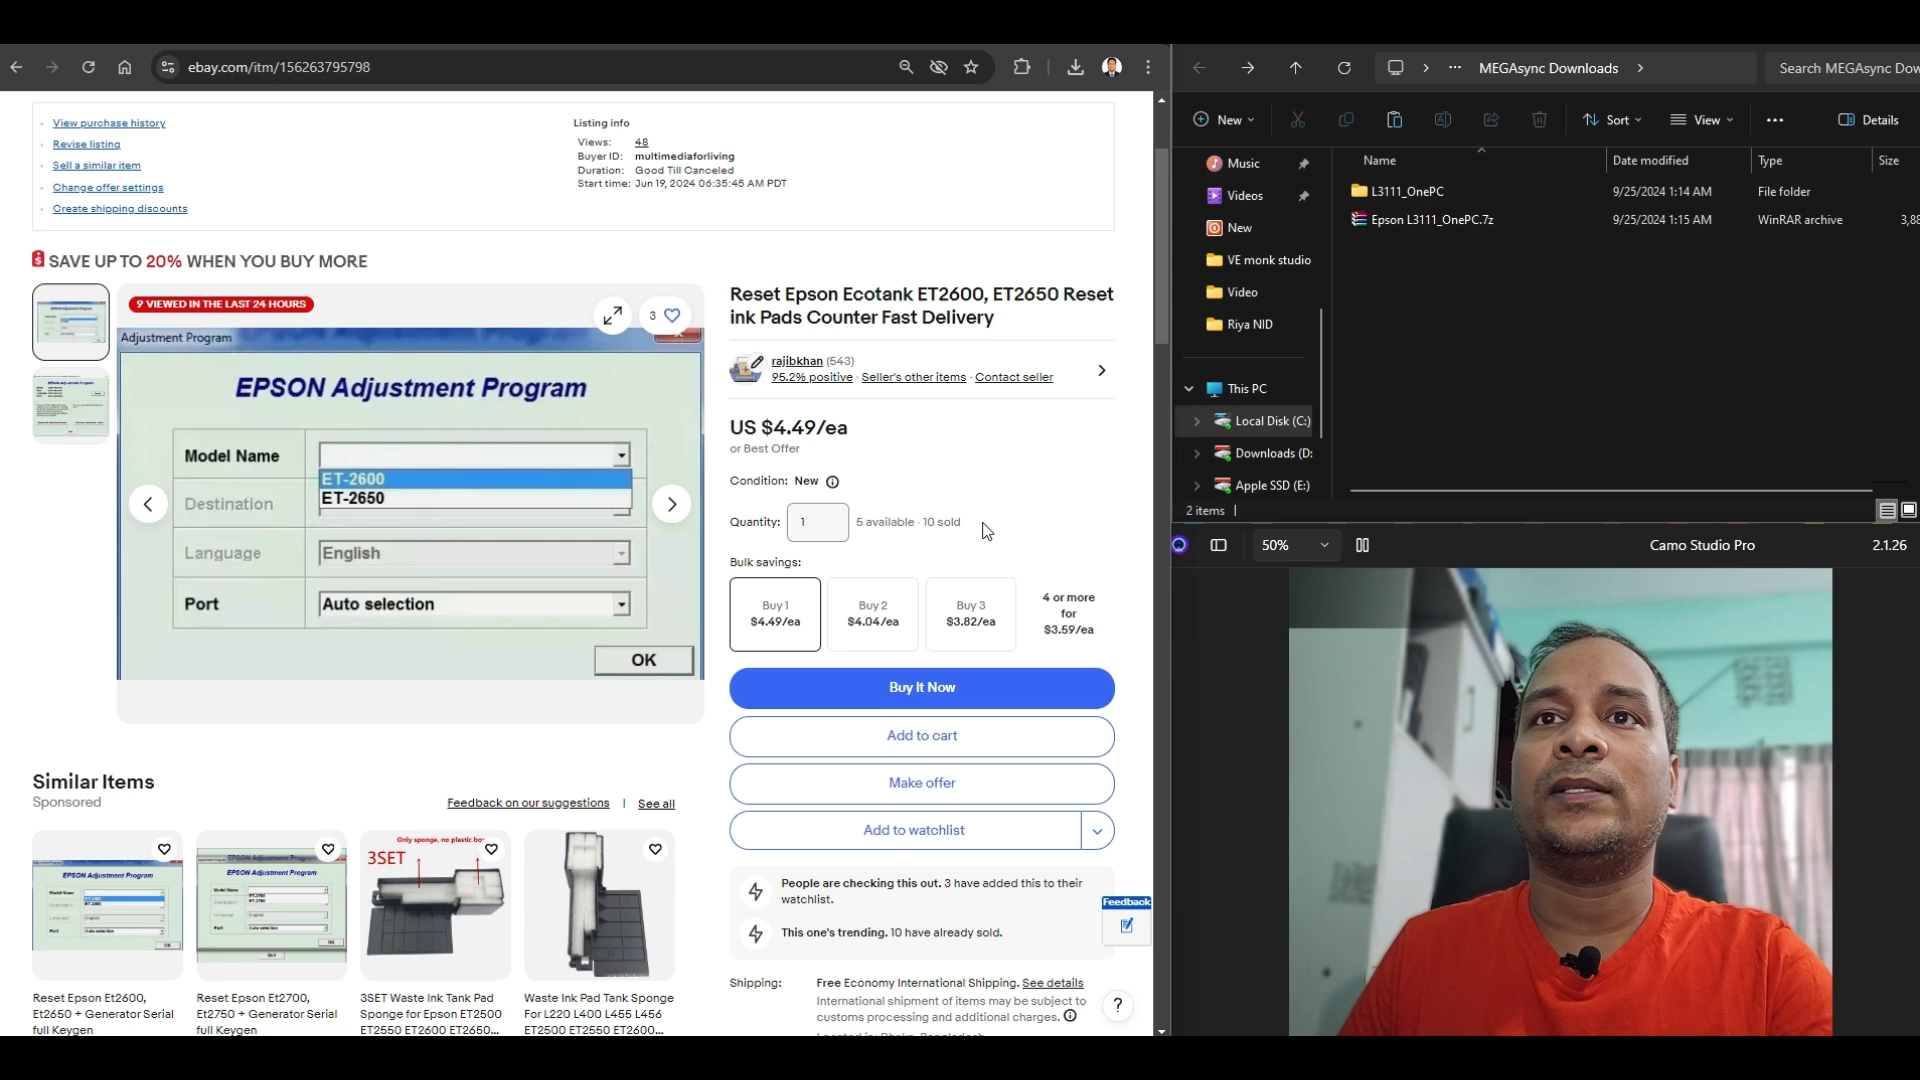 ebay.com/itm/156263795798
View purchase history
Revise listing
Sell a similar item
Change offer settings
Create shipping discounts
Listing info
Views: 48
Buyer ID: multimediaforliving
Duration: Good Till Canceled
Start time: Jun 19, 2024 06:35:45 AM PDT
SAVE UP TO 20% WHEN YOU BUY MORE
9 VIEWED IN THE LAST 24 HOURS
3
Adjustment Program
EPSON Adjustment Program
Model Name
ET-2600
ET-2650
Destination
Language English
Port Auto selection
OK
Reset Epson Ecotank ET2600, ET2650 Reset
ink Pads Counter Fast Delivery
rajibkhan (543)
95.2% positive · Seller's other items · Contact seller
US $4.49/ea
or Best Offer
Condition: New
Quantity: 1 5 available · 10 sold
Bulk savings:
Buy 1
$4.49/ea
Buy 2
$4.04/ea
Buy 3
$3.82/ea
4 or more
for
$3.59/ea
Buy It Now
Add to cart
Make offer
Add to watchlist
People are checking this out. 3 have added this to their
watchlist.
This one's trending. 10 have already sold.
Feedback
Shipping: Free Economy International Shipping. See details
International shipment of items may be subject to
customs processing and additional charges.
?
Similar Items
Sponsored
Feedback on our suggestions | See all
EPSON Adjustment Program
EPSON Adjustment Program
Only sponge, no plastic bo
3SET
Reset Epson Et2600,
Et2650 + Generator Serial
full Keygen
Reset Epson Et2700,
Et2750 + Generator Serial
full Keygen
3SET Waste Ink Tank Pad
Sponge for Epson ET2500
ET2550 ET2600 ET2650...
Waste Ink Pad Tank Sponge
For L220 L400 L455 L456
ET2500 ET2550 ET2600...
MEGAsync Downloads
Search MEGAsync Dow
New
Sort
View
Details
Name Date modified Type Size
L3111_OnePC 9/25/2024 1:14 AM File folder
Epson L3111_OnePC.7z 9/25/2024 1:15 AM WinRAR archive 3,88
Music
Videos
New
VE monk studio
Video
Riya NID
This PC
Local Disk (C:)
Downloads (D:
Apple SSD (E:)
2 items
50%
Camo Studio Pro
2.1.26